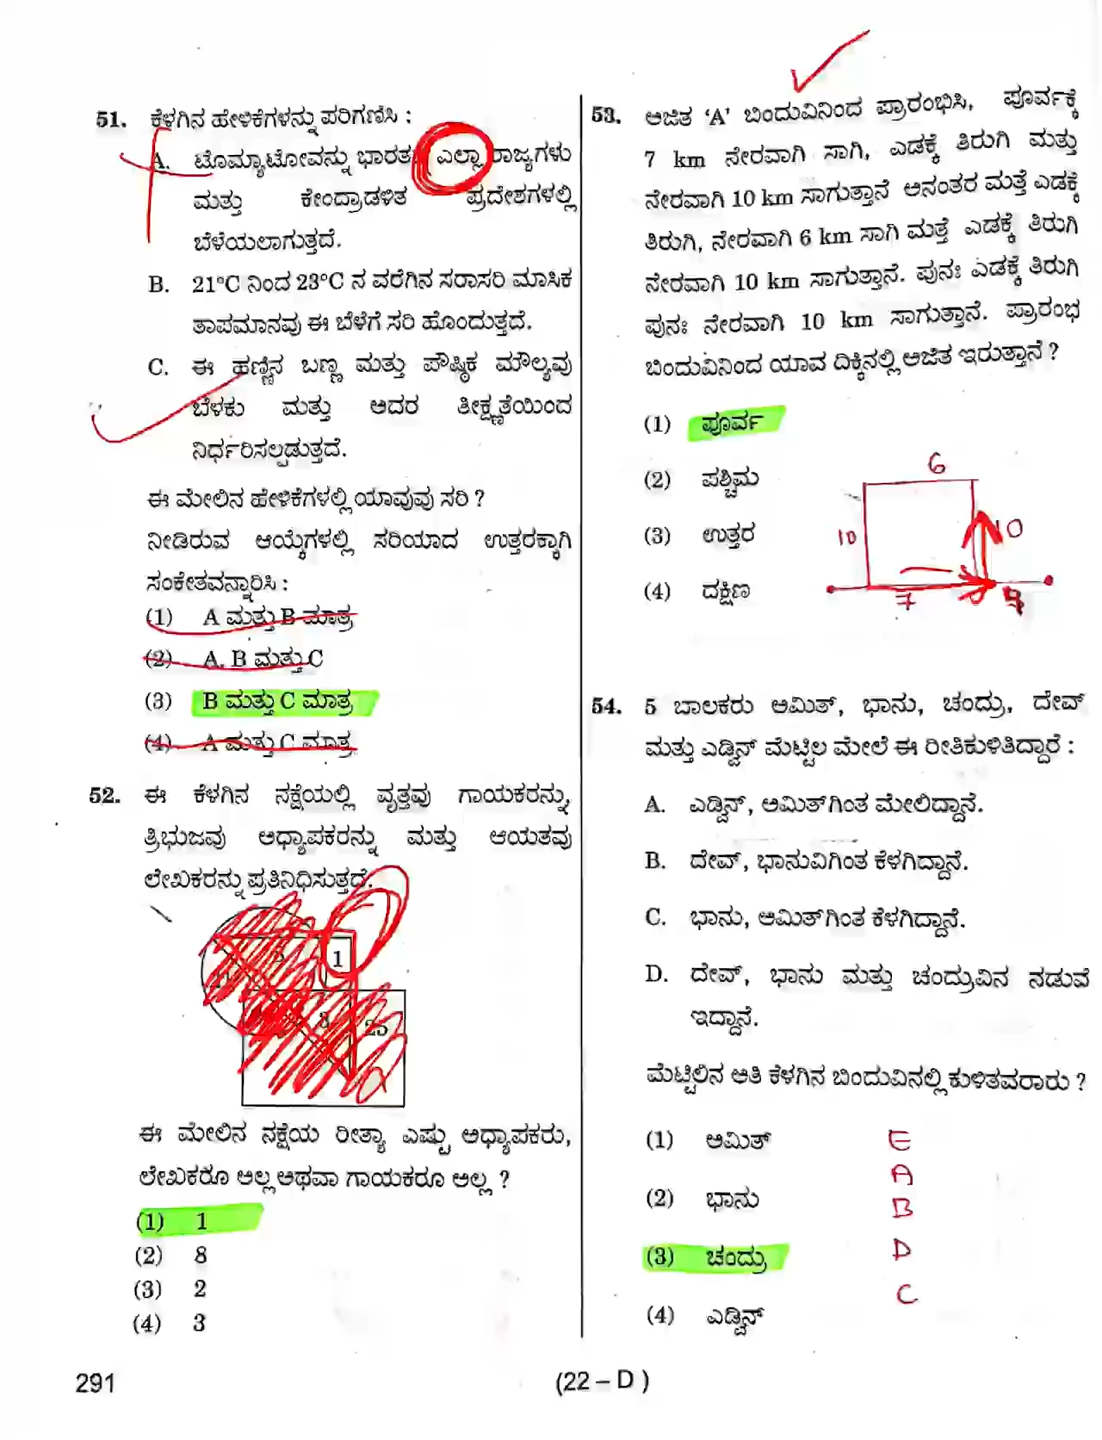 51. ಕೆಳಗಿನ ಹೇಳಿಕೆಗಳನ್ನು ಪರಿಗಣಿಸಿ :
A. ಟೊಮ್ಯಾಟೋವನ್ನು ಭಾರತದ ಎಲ್ಲಾ ರಾಜ್ಯಗಳು
ಮತ್ತು ಕೇಂದ್ರಾಡಳಿತ ಪ್ರದೇಶಗಳಲ್ಲಿ
ಬೆಳೆಯಲಾಗುತ್ತದೆ.
B. 21°C ನಿಂದ 23°C ನ ವರೆಗಿನ ಸರಾಸರಿ ಮಾಸಿಕ
ತಾಪಮಾನವು ಈ ಬೆಳೆಗೆ ಸರಿ ಹೊಂದುತ್ತದೆ.
C. ಈ ಹಣ್ಣಿನ ಬಣ್ಣ ಮತ್ತು ಪೌಷ್ಠಿಕ ಮೌಲ್ಯವು
ಬೆಳಕು ಮತ್ತು ಅದರ ತೀಕ್ಷ್ಣತೆಯಿಂದ
ನಿರ್ಧರಿಸಲ್ಪಡುತ್ತದೆ.
ಈ ಮೇಲಿನ ಹೇಳಿಕೆಗಳಲ್ಲಿ ಯಾವುವು ಸರಿ ?
ನೀಡಿರುವ ಆಯ್ಕೆಗಳಲ್ಲಿ ಸರಿಯಾದ ಉತ್ತರಕ್ಕಾಗಿ
ಸಂಕೇತವನ್ನಾರಿಸಿ :
(1) A ಮತ್ತು B ಮಾತ್ರ
(2) A, B ಮತ್ತು C
(3) B ಮತ್ತು C ಮಾತ್ರ
(4) A ಮತ್ತು C ಮಾತ್ರ
52. ಈ ಕೆಳಗಿನ ನಕ್ಷೆಯಲ್ಲಿ ವೃತ್ತವು ಗಾಯಕರನ್ನು,
ತ್ರಿಭುಜವು ಅಧ್ಯಾಪಕರನ್ನು ಮತ್ತು ಆಯತವು
ಲೇಖಕರನ್ನು ಪ್ರತಿನಿಧಿಸುತ್ತದೆ.
1
3
25
ಈ ಮೇಲಿನ ನಕ್ಷೆಯ ರೀತ್ಯಾ ಎಷ್ಟು ಅಧ್ಯಾಪಕರು,
ಲೇಖಕರೂ ಅಲ್ಲ ಅಥವಾ ಗಾಯಕರೂ ಅಲ್ಲ ?
(1) 1
(2) 8
(3) 2
(4) 3
53. ಅಜಿತ 'A' ಬಿಂದುವಿನಿಂದ ಪ್ರಾರಂಭಿಸಿ, ಪೂರ್ವಕ್ಕೆ
7 km ನೇರವಾಗಿ ಸಾಗಿ, ಎಡಕ್ಕೆ ತಿರುಗಿ ಮತ್ತು
ನೇರವಾಗಿ 10 km ಸಾಗುತ್ತಾನೆ ಅನಂತರ ಮತ್ತೆ ಎಡಕ್ಕೆ
ತಿರುಗಿ, ನೇರವಾಗಿ 6 km ಸಾಗಿ ಮತ್ತೆ ಎಡಕ್ಕೆ ತಿರುಗಿ
ನೇರವಾಗಿ 10 km ಸಾಗುತ್ತಾನೆ. ಪುನಃ ಎಡಕ್ಕೆ ತಿರುಗಿ
ಪುನಃ ನೇರವಾಗಿ 10 km ಸಾಗುತ್ತಾನೆ. ಪ್ರಾರಂಭ
ಬಿಂದುವಿನಿಂದ ಯಾವ ದಿಕ್ಕಿನಲ್ಲಿ ಅಜಿತ ಇರುತ್ತಾನೆ ?
(1) ಪೂರ್ವ
(2) ಪಶ್ಚಿಮ
(3) ಉತ್ತರ
(4) ದಕ್ಷಿಣ
6
10
10
7
54. 5 ಬಾಲಕರು ಅಮಿತ್, ಭಾನು, ಚಂದ್ರು, ದೇವ್
ಮತ್ತು ಎಡ್ವಿನ್ ಮೆಟ್ಟಿಲ ಮೇಲೆ ಈ ರೀತಿಕುಳಿತಿದ್ದಾರೆ :
A. ಎಡ್ವಿನ್, ಅಮಿತ್‌ಗಿಂತ ಮೇಲಿದ್ದಾನೆ.
B. ದೇವ್, ಭಾನುವಿಗಿಂತ ಕೆಳಗಿದ್ದಾನೆ.
C. ಭಾನು, ಅಮಿತ್‌ಗಿಂತ ಕೆಳಗಿದ್ದಾನೆ.
D. ದೇವ್, ಭಾನು ಮತ್ತು ಚಂದ್ರುವಿನ ನಡುವೆ
ಇದ್ದಾನೆ.
ಮೆಟ್ಟಿಲಿನ ಅತಿ ಕೆಳಗಿನ ಬಿಂದುವಿನಲ್ಲಿ ಕುಳಿತವರಾರು ?
(1) ಅಮಿತ್
(2) ಭಾನು
(3) ಚಂದ್ರು
(4) ಎಡ್ವಿನ್
E
A
B
D
C
291
(22 – D )